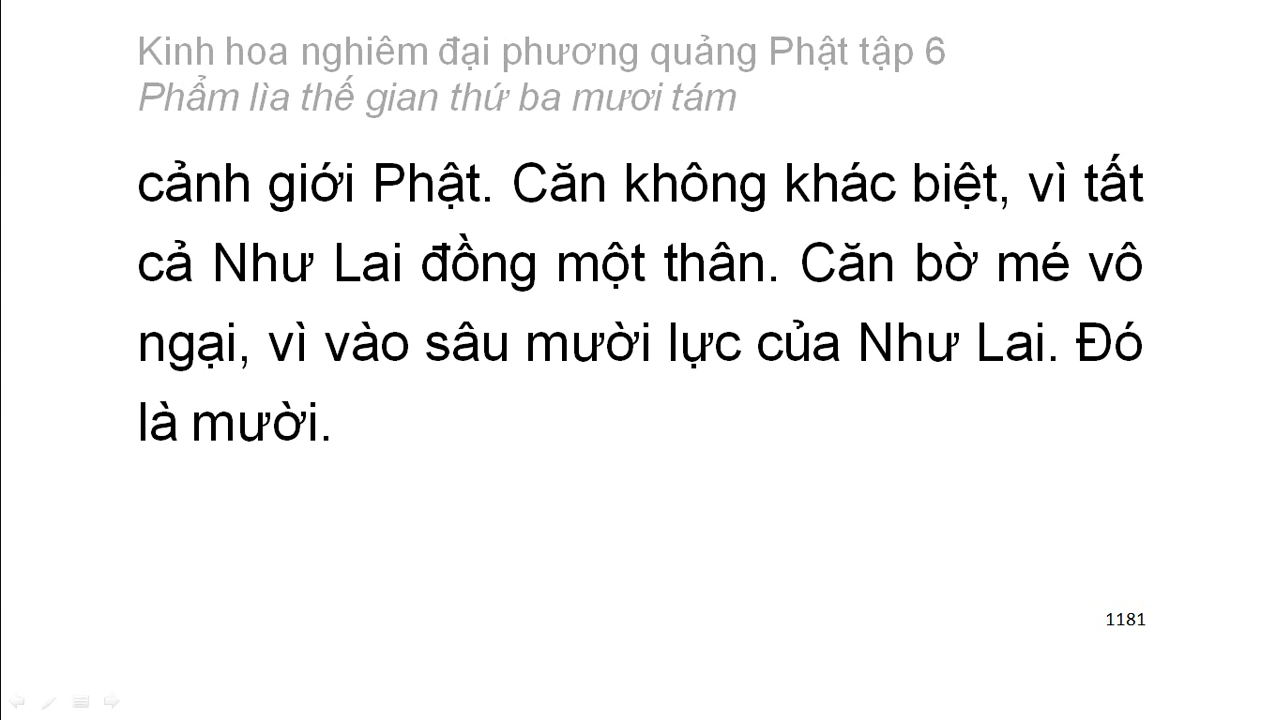 Kinh hoa nghiêm đại phương quảng Phật tập 6
Phẩm lìa thế gian thứ ba mươi tám
cảnh giới Phật. Căn không khác biệt, vì tất
cả Như Lai đồng một thân. Căn bờ mé vô
ngại, vì vào sâu mười lực của Như Lai. Đó
là mười.
1181